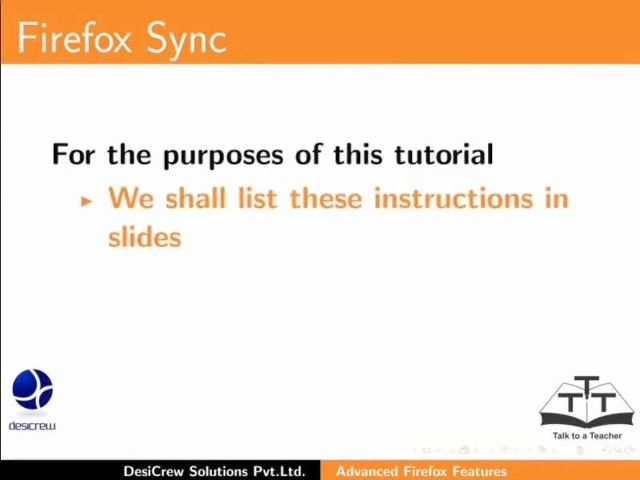 Firefox Sync
For the purposes of this tutorial
We shall list these instructions in
slides
desicrew
T T T
Talk to a Teacher
DesiCrew Solutions Pvt.Ltd.
Advanced Firefox Features